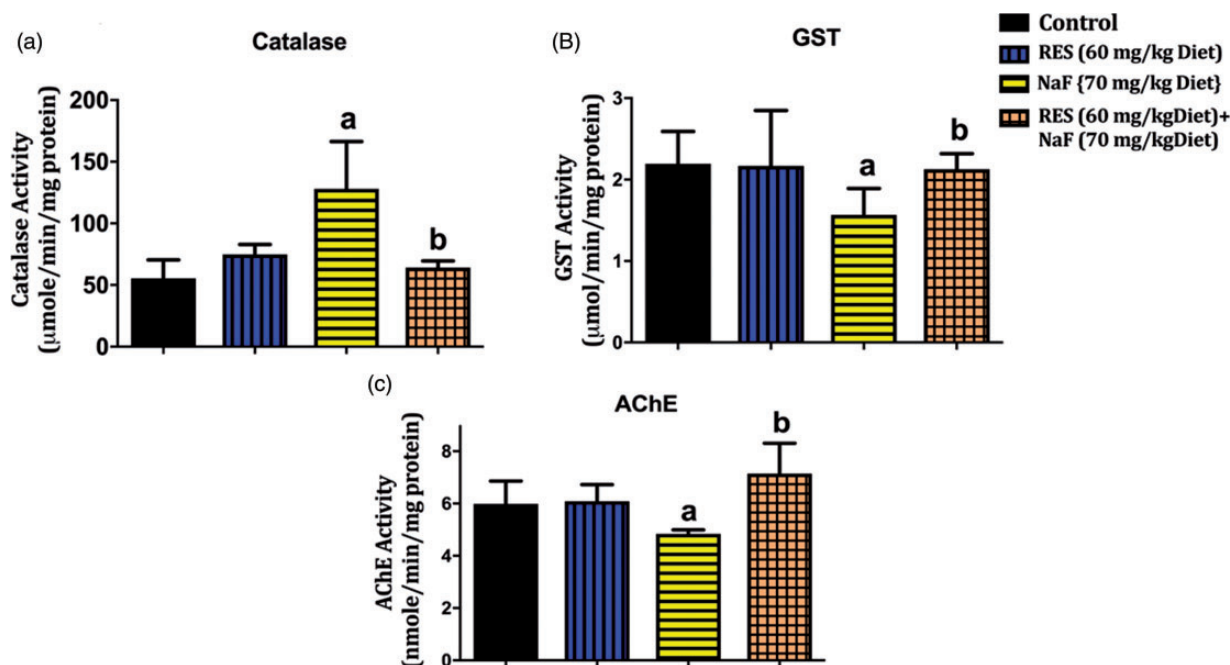 (a)
Catalase
Catalase Activity
(μmole/min/mg protein)
200
150
100
50
0
a
b
(B)
GST
GST Activity
(μmol/min/mg protein)
3
2
1
0
a
b
Control
RES (60 mg/kg Diet)
NaF {70 mg/kg Diet}
RES (60 mg/kgDiet)+
NaF (70 mg/kgDiet)
(c)
AChE
AChE Activity
(nmole/min/mg protein)
8
6
4
2
0
a
b